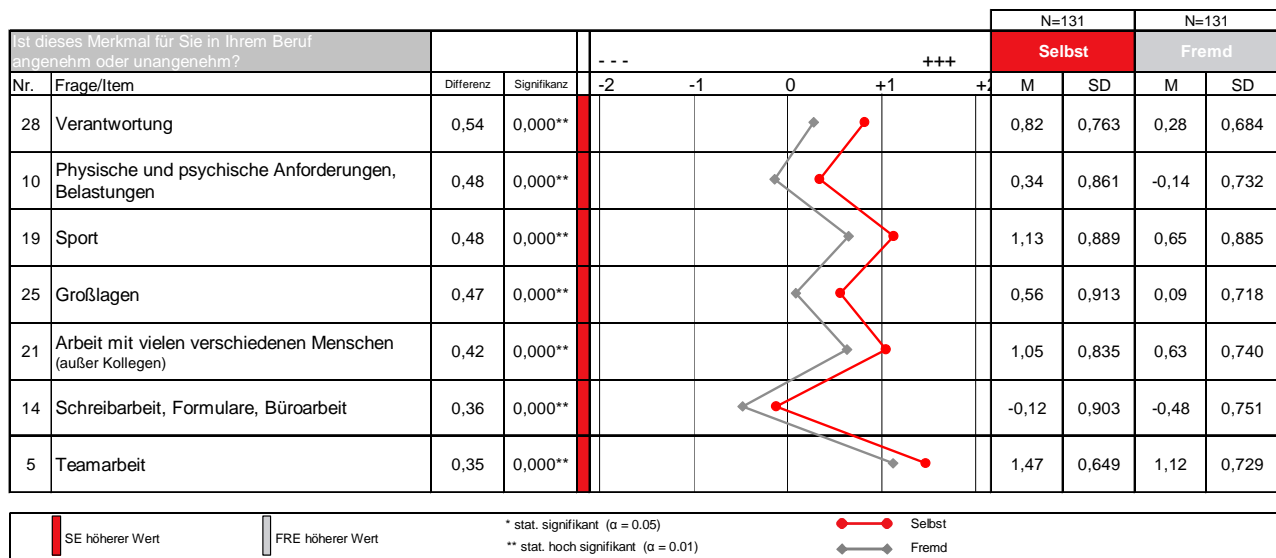 N=131 N=131
Ist dieses Merkmal für Sie in Ihrem Beruf
angenehm oder unangenehm?
- - - +++
Selbst Fremd
Nr. Frage/Item Differenz Signifikanz -2 -1 0 +1 +2 M SD M SD
28 Verantwortung 0,54 0,000** 0,82 0,763 0,28 0,684
10 Physische und psychische Anforderungen,
Belastungen 0,48 0,000** 0,34 0,861 -0,14 0,732
19 Sport 0,48 0,000** 1,13 0,889 0,65 0,885
25 Großlagen 0,47 0,000** 0,56 0,913 0,09 0,718
21 Arbeit mit vielen verschiedenen Menschen
(außer Kollegen) 0,42 0,000** 1,05 0,835 0,63 0,740
14 Schreibarbeit, Formulare, Büroarbeit 0,36 0,000** -0,12 0,903 -0,48 0,751
5 Teamarbeit 0,35 0,000** 1,47 0,649 1,12 0,729
SE höherer Wert FRE höherer Wert
* stat. signifikant (α = 0.05) Selbst
** stat. hoch signifikant (α = 0.01) Fremd